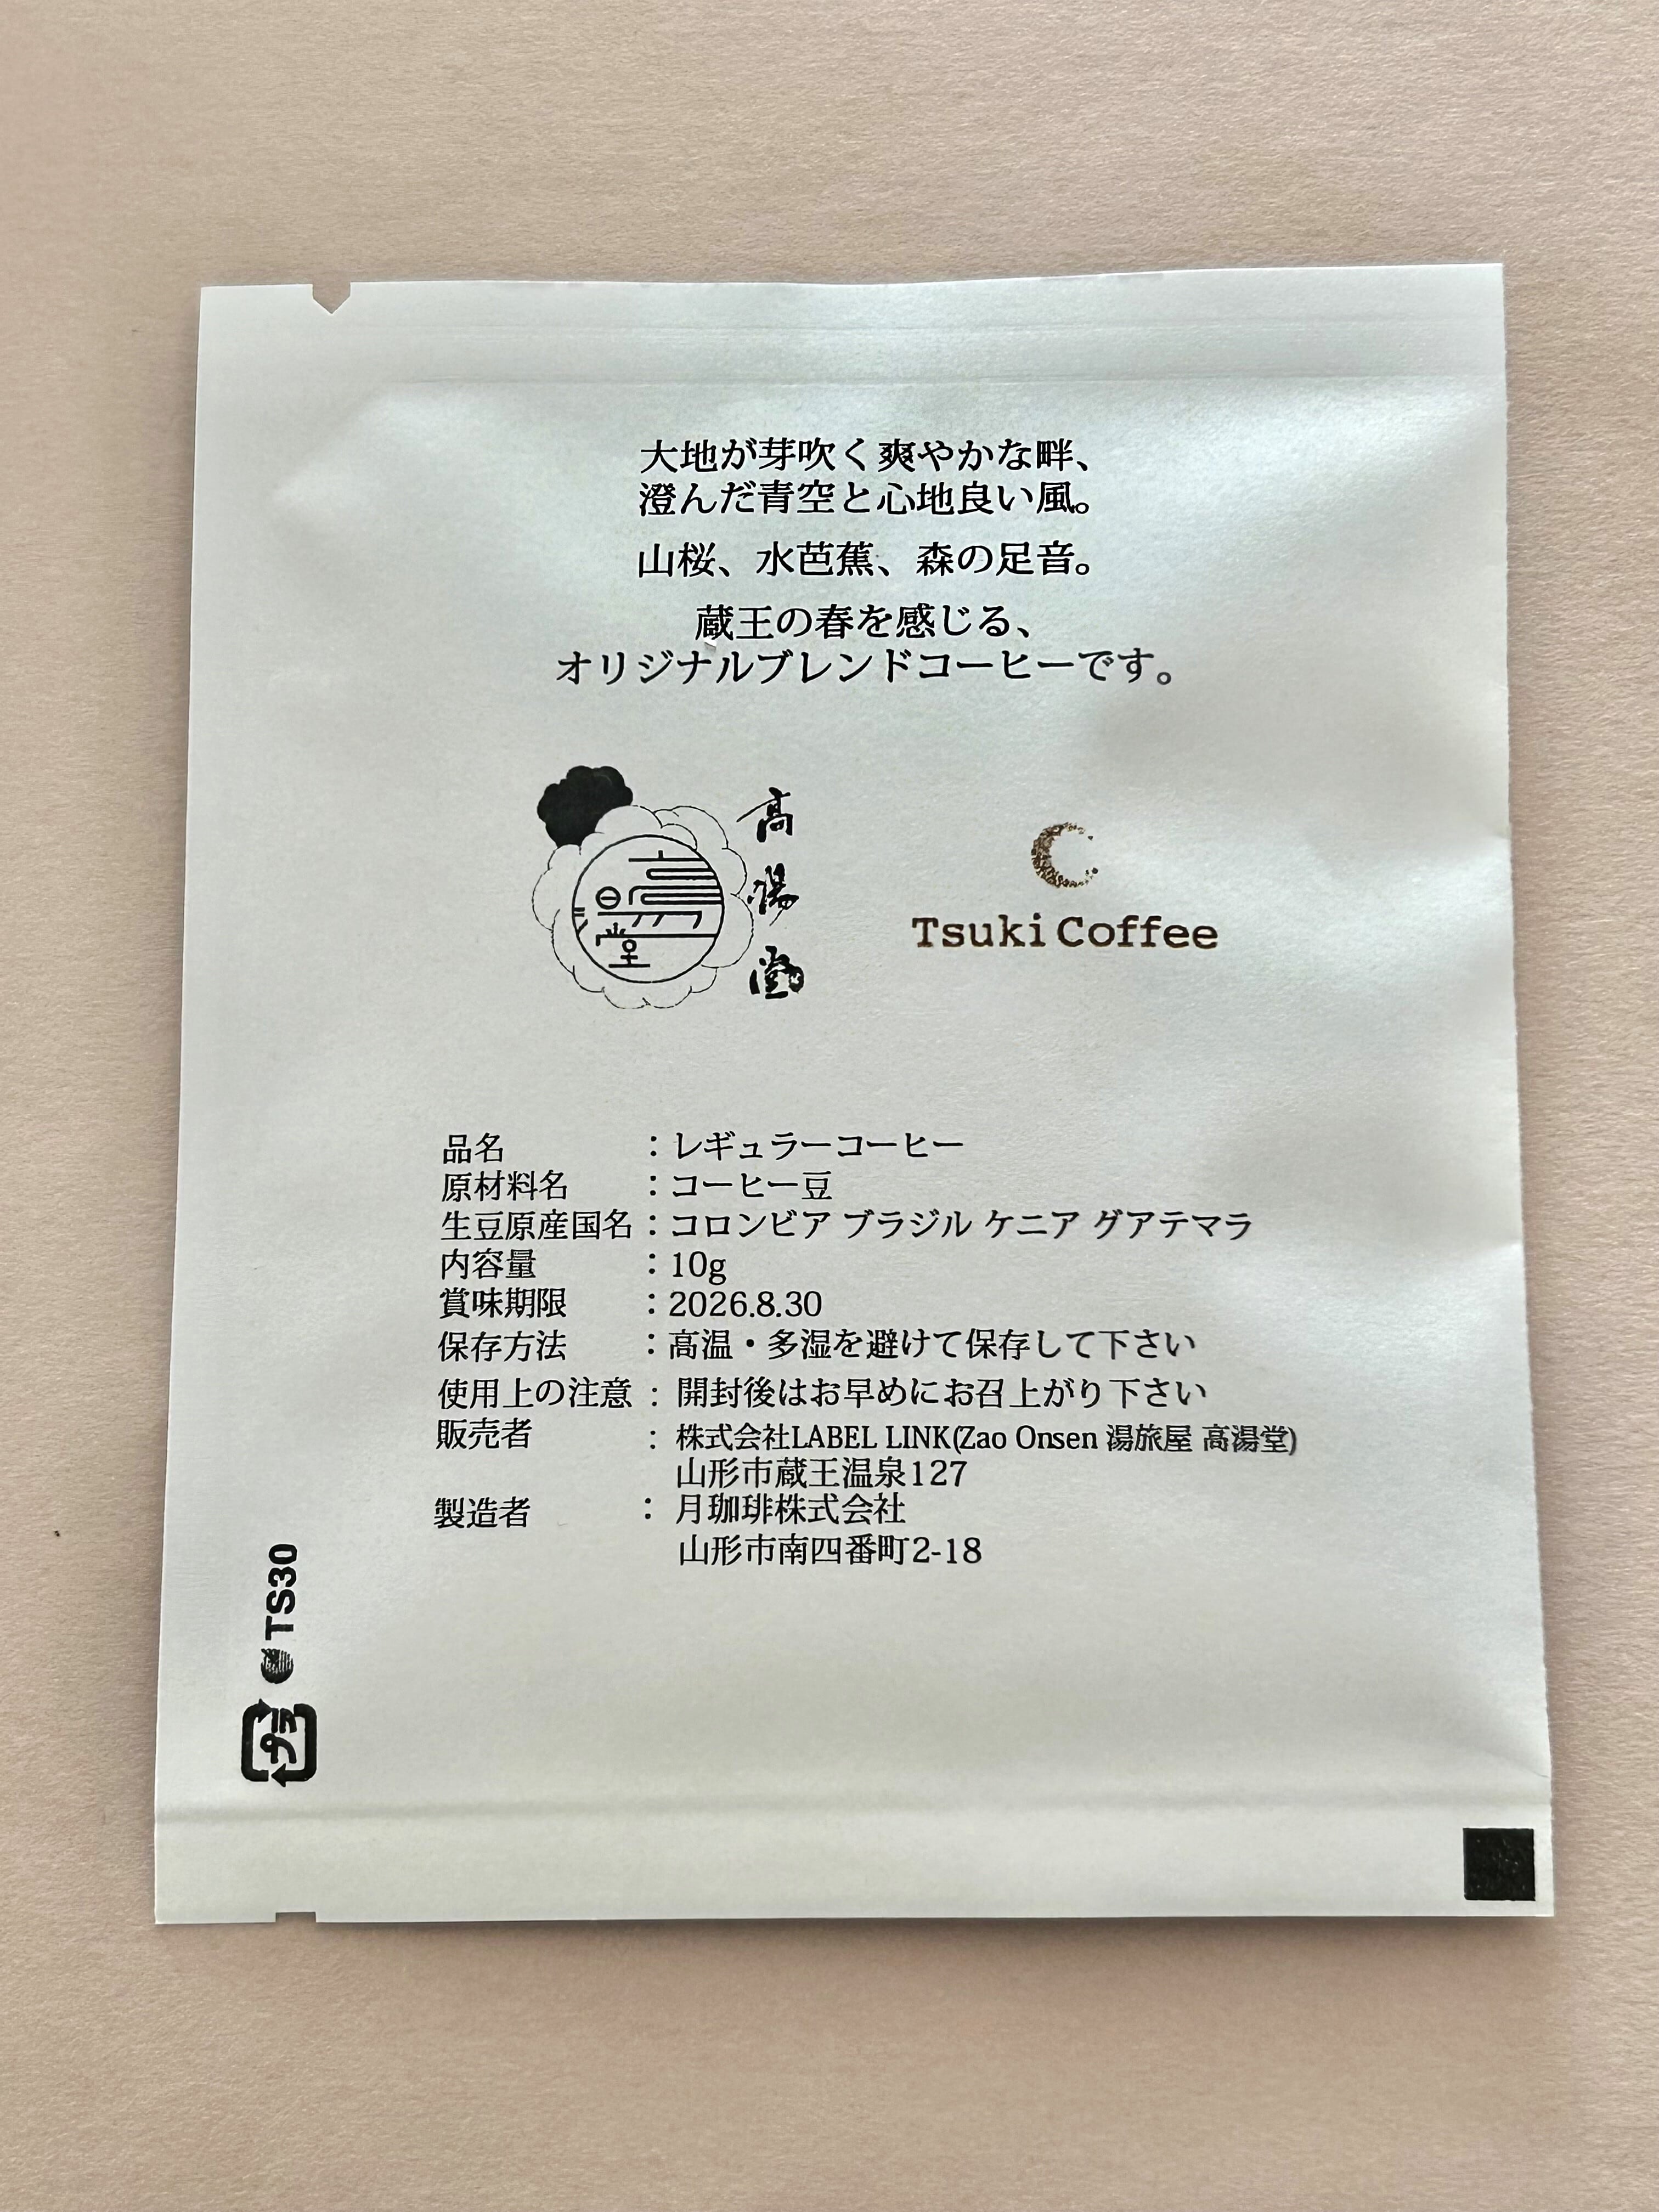 大地が芽吹く爽やかな畔、
澄んだ青空と心地良い風。
山桜、水芭蕉、森の足音。
蔵王の春を感じる、
オリジナルブレンドコーヒーです。
高湯堂
Tsuki Coffee
品名 :レギュラーコーヒー
原材料名 :コーヒー豆
生豆原産国名:コロンビア ブラジル ケニア グアテマラ
内容量 :10g
賞味期限 :2026.8.30
保存方法 :高温・多湿を避けて保存して下さい
使用上の注意 : 開封後はお早めにお召上がり下さい
販売者 : 株式会社LABEL LINK(Zao Onsen 湯旅屋 高湯堂)
山形市蔵王温泉127
製造者 : 月珈琲株式会社
山形市南四番町2-18
プラ TS30